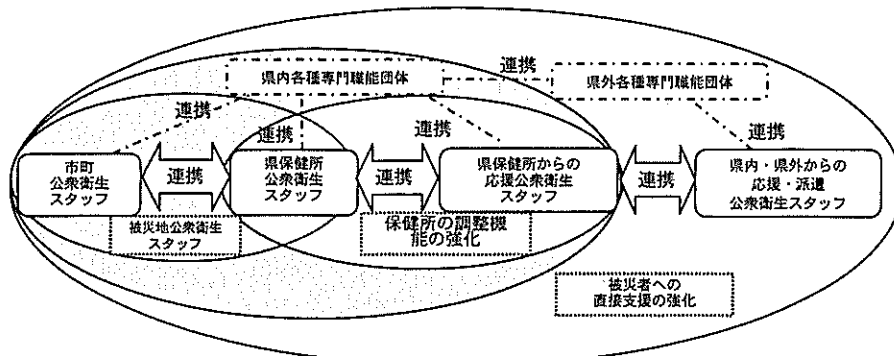 県内各種専門職能団体
連携
県外各種専門職能団体
連携
連携
連携
連携
市町
公衆衛生
スタッフ
連携
県保健所
公衆衛生
スタッフ
連携
県保健所からの
応援公衆衛生
スタッフ
連携
県内・県外からの
応援・派遣
公衆衛生スタッフ
被災地公衆衛生
スタッフ
保健所の調整機
能の強化
被災者への
直接支援の強化